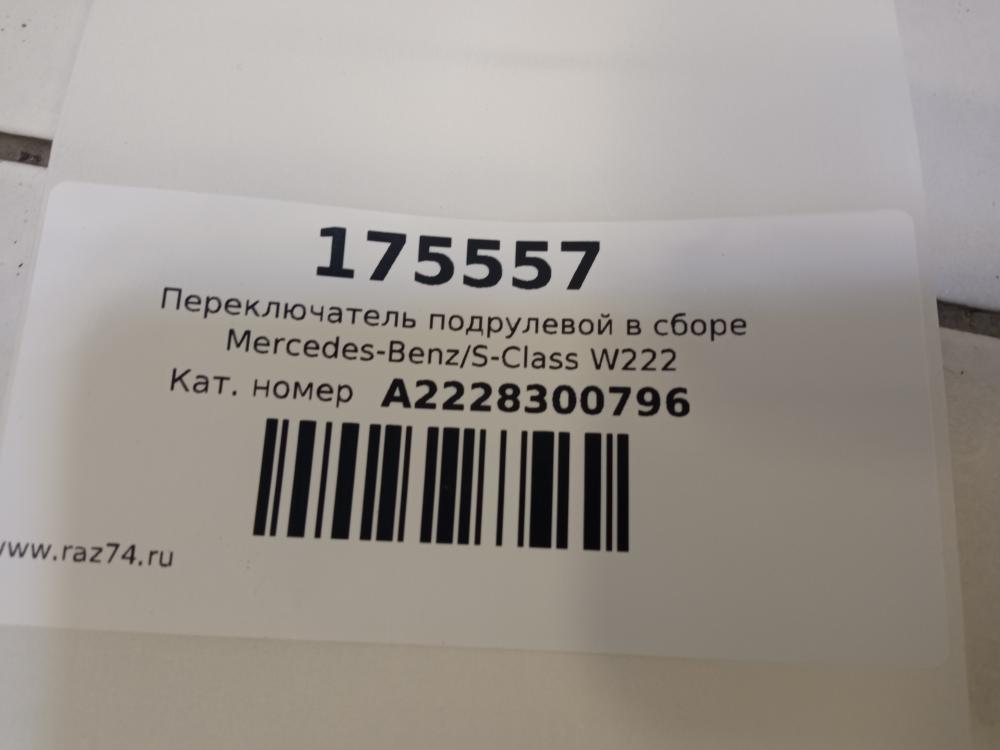 175557
Переключатель подрулевой в сборе
Mercedes-Benz/S-Class W222
Кат. номер A2228300796
www.raz74.ru